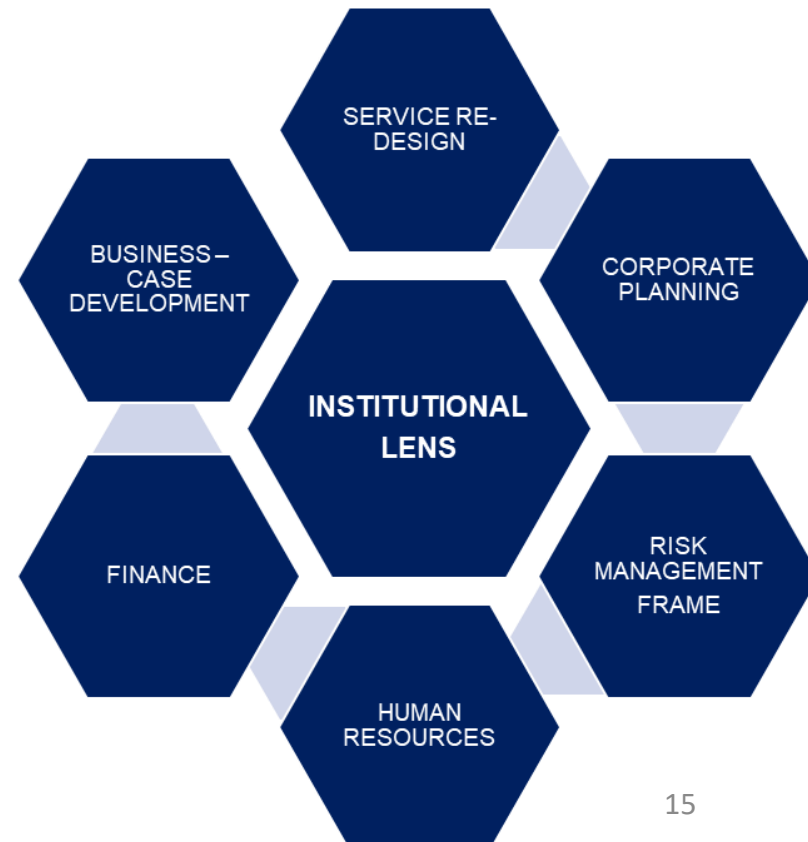 SERVICE RE-
DESIGN
BUSINESS –
CASE
DEVELOPMENT
CORPORATE
PLANNING
INSTITUTIONAL
LENS
FINANCE
RISK
MANAGEMENT
FRAME
HUMAN
RESOURCES
15